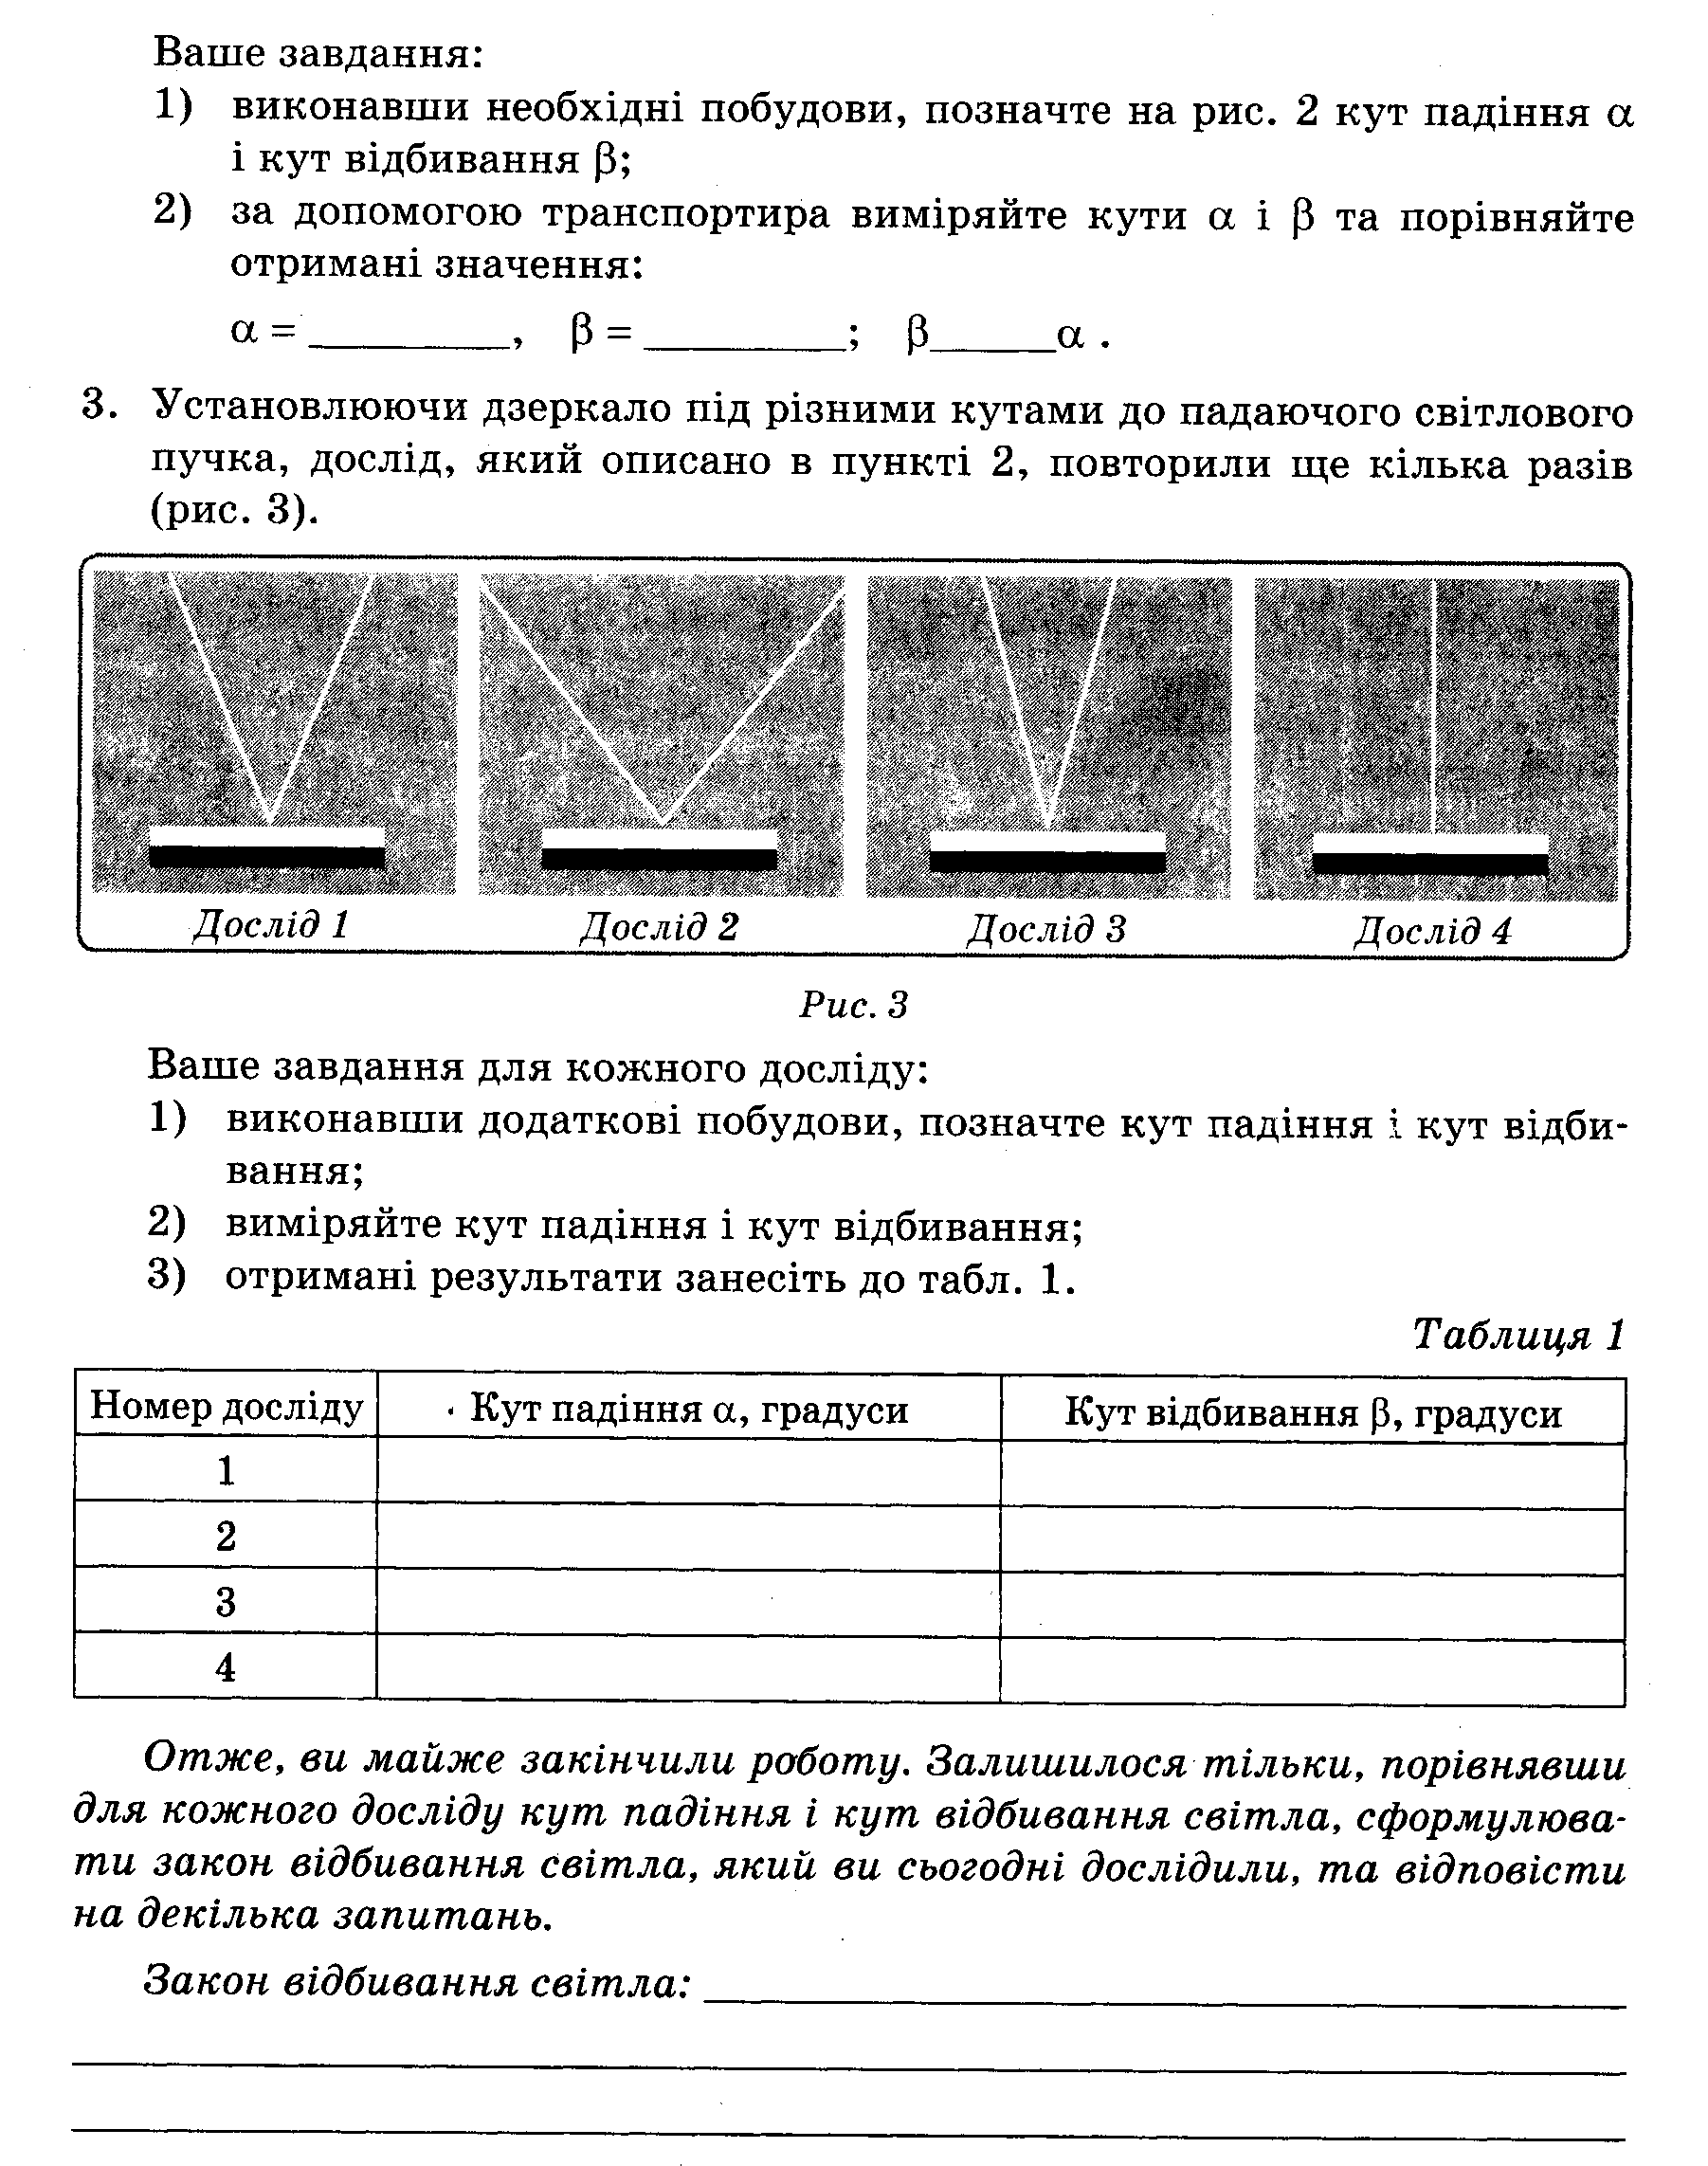 Ваше завдання:
1) виконавши необхідні побудови, позначте на рис. 2 кут падіння α
і кут відбивання β;
2) за допомогою транспортира виміряйте кути α і β та порівняйте
отримані значення:
α = ________, β = ________; β_____α .
3. Установлюючи дзеркало під різними кутами до падаючого світлового
пучка, дослід, який описано в пункті 2, повторили ще кілька разів
(рис. 3).
Дослід 1 Дослід 2 Дослід 3 Дослід 4
Рис. 3
Ваше завдання для кожного досліду:
1) виконавши додаткові побудови, позначте кут падіння і кут відби-
вання;
2) виміряйте кут падіння і кут відбивання;
3) отримані результати занесіть до табл. 1.
Таблиця 1
Номер досліду Кут падіння α, градуси Кут відбивання β, градуси
1
2
3
4
Отже, ви майже закінчили роботу. Залишилося тільки, порівнявши
для кожного досліду кут падіння і кут відбивання світла, сформулюва-
ти закон відбивання світла, який ви сьогодні дослідили, та відповісти
на декілька запитань.
Закон відбивання світла: